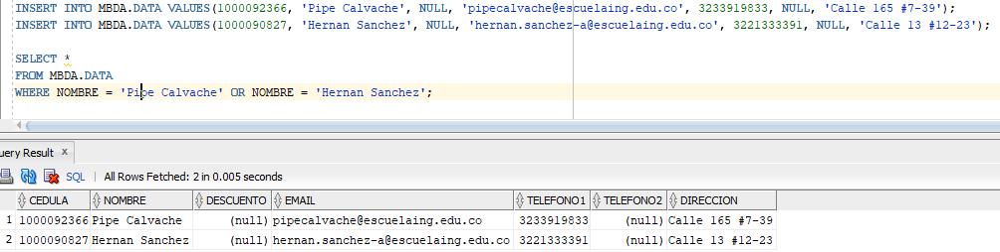 INSERT INTO MBDA.DATA VALUES(1000092366, 'Pipe Calvache', NULL, 'pipecalvache@escuelaing.edu.co', 3233919833, NULL, 'Calle 165 #7-39');
INSERT INTO MBDA.DATA VALUES(1000090827, 'Hernan Sanchez', NULL, 'hernan.sanchez-a@escuelaing.edu.co', 3221333391, NULL, 'Calle 13 #12-23');
SELECT *
FROM MBDA.DATA
WHERE NOMBRE = 'Pipe Calvache' OR NOMBRE = 'Hernan Sanchez';
uery Result x
SQL | All Rows Fetched: 2 in 0.005 seconds
CEDULA NOMBRE DESCUENTO EMAIL TELEFONO1 TELEFONO2 DIRECCION
1 1000092366 Pipe Calvache (null) pipecalvache@escuelaing.edu.co 3233919833 (null) Calle 165 #7-39
2 1000090827 Hernan Sanchez (null) hernan.sanchez-a@escuelaing.edu.co 3221333391 (null) Calle 13 #12-23